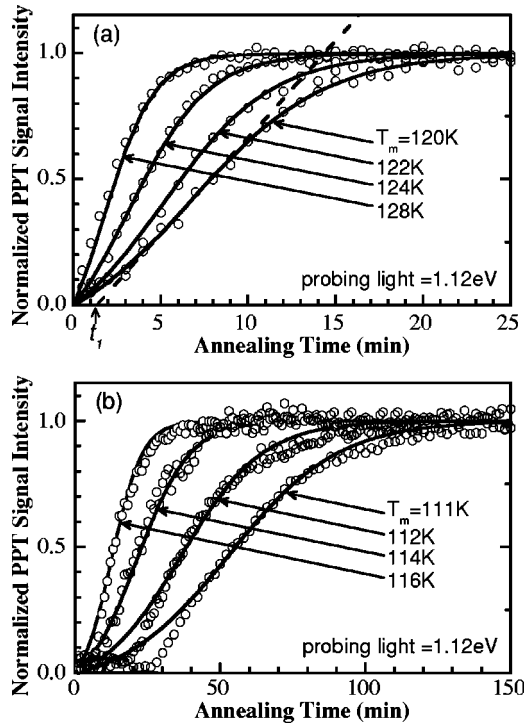 (a)
Normalized PPT Signal Intensity
1.0
0.5
0.0
T_m=120K
122K
124K
128K
probing light =1.12eV
0 5 10 15 20 25
t_1
Annealing Time (min)
(b)
Normalized PPT Signal Intensity
1.0
0.5
0.0
T_m=111K
112K
114K
116K
probing light =1.12eV
0 50 100 150
Annealing Time (min)